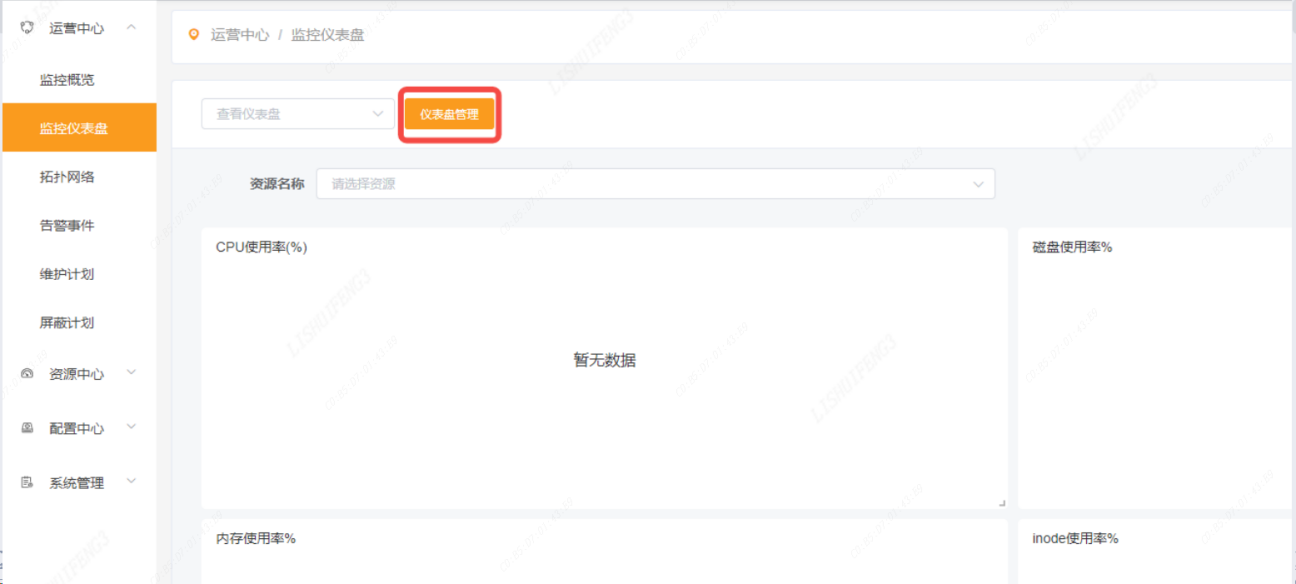 运营中心
运营中心 / 监控仪表盘
监控概览
监控仪表盘
拓扑网络
告警事件
维护计划
屏蔽计划
资源中心
配置中心
系统管理
查看仪表盘
仪表盘管理
资源名称 请选择资源
CPU使用率(%)
磁盘使用率%
暂无数据
内存使用率%
inode使用率%
LISHUIFENG3
LISHUIFENG3
LISHUIFENG3
LISHUIFENG3
LISHUIFENG3